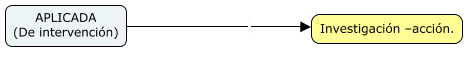 APLICADA
(De intervención)
Investigación –acción.